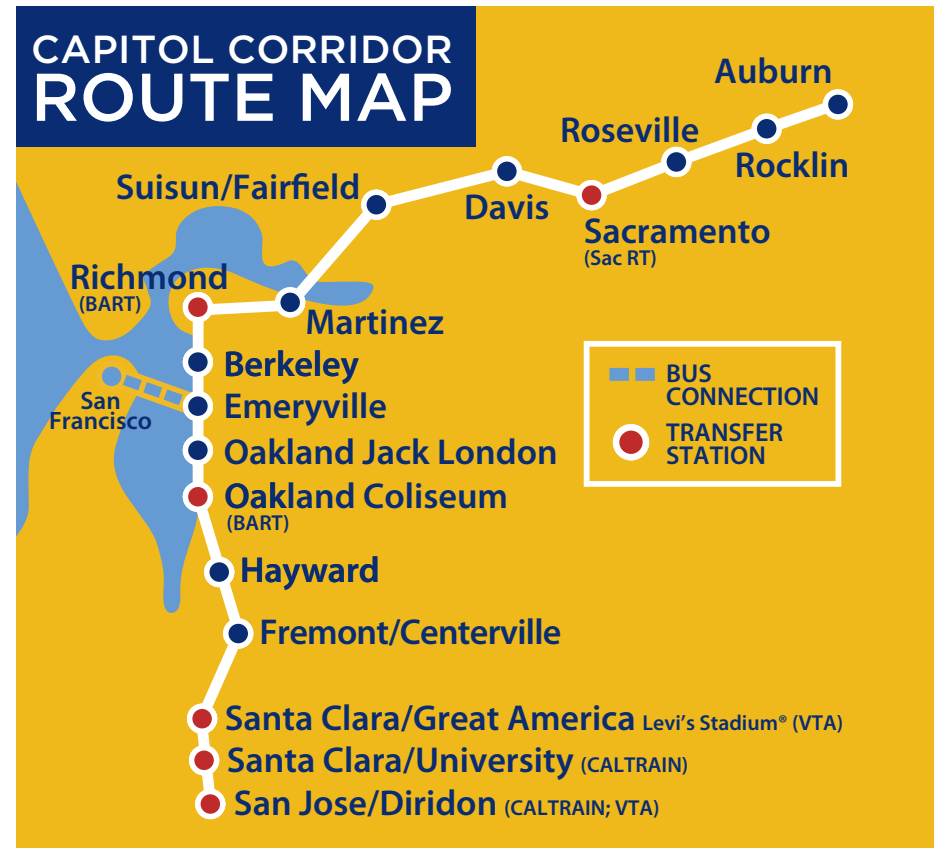 CAPITOL CORRIDOR
ROUTE MAP
Auburn
Roseville
Rocklin
Suisun/Fairfield
Davis
Sacramento
(Sac RT)
Richmond
(BART)
Martinez
Berkeley
San
Francisco
Emeryville
Oakland Jack London
Oakland Coliseum
(BART)
BUS
CONNECTION
TRANSFER
STATION
Hayward
Fremont/Centerville
Santa Clara/Great America Levi's Stadium® (VTA)
Santa Clara/University (CALTRAIN)
San Jose/Diridon (CALTRAIN; VTA)